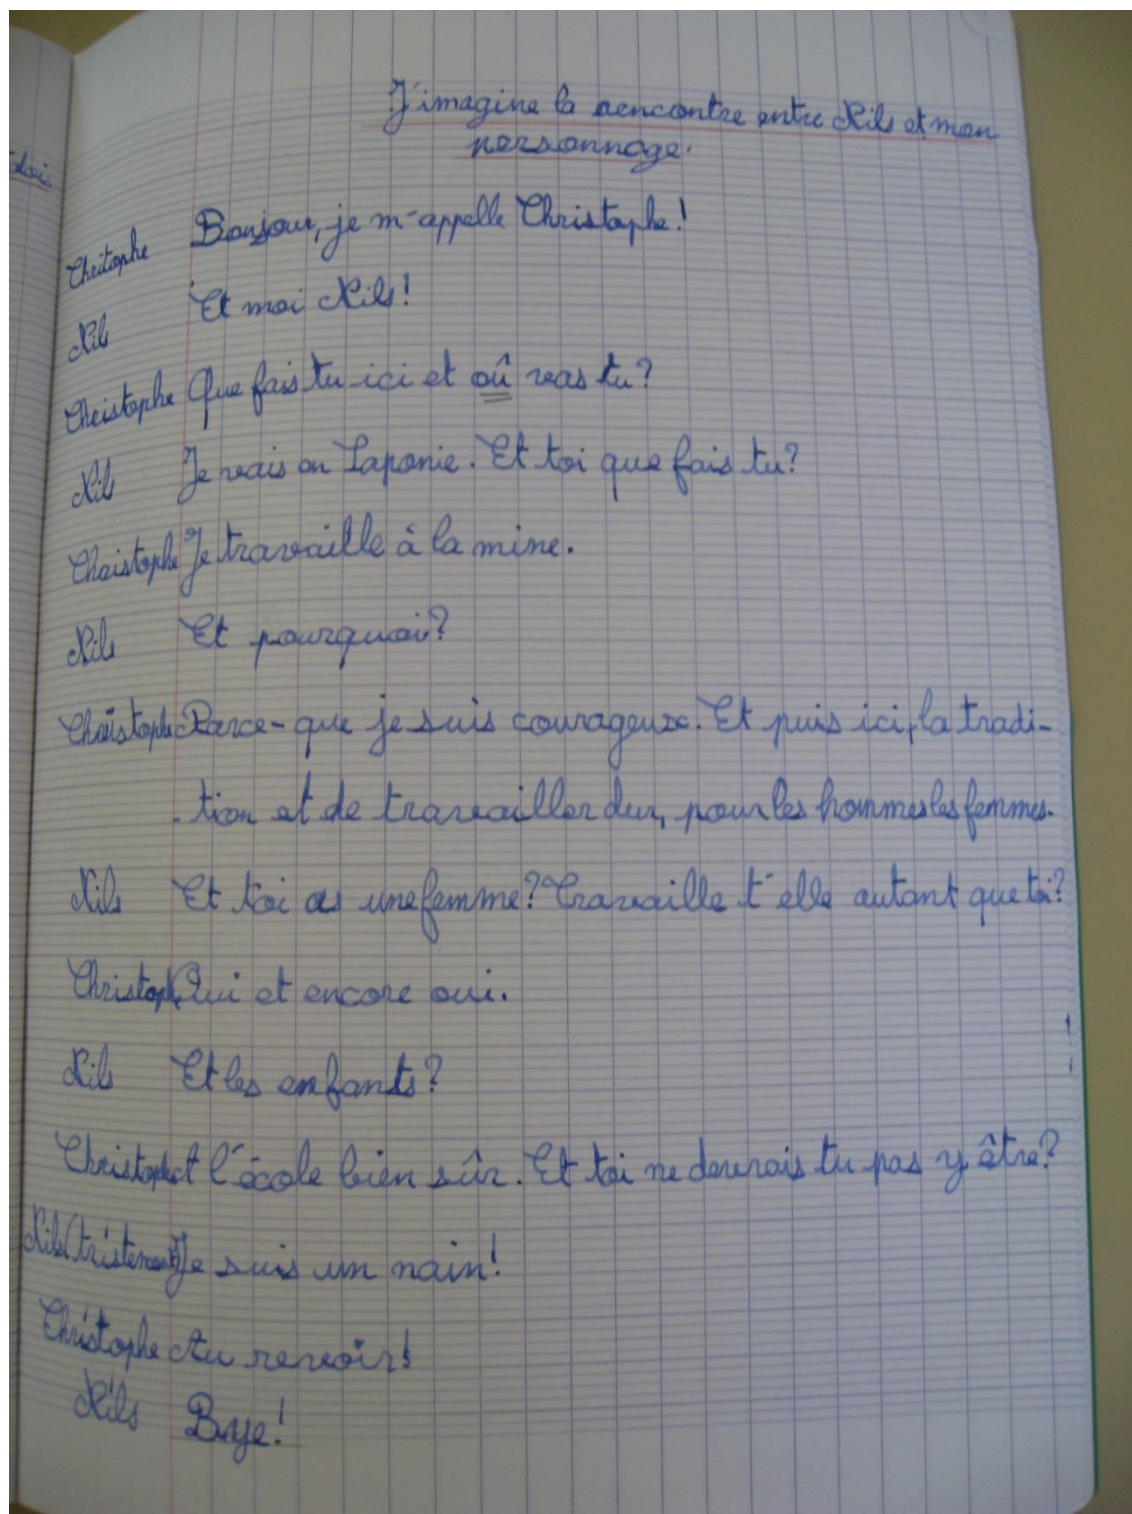 J'imagine la rencontre entre Nils et mon
personnage.
lois
Christophe Bonjour, je m'appelle Christophe!
Nils Et moi Nils!
Christophe Que fais tu ici et oû vas tu?
Nils Je vais en Laponie. Et toi que fais tu?
Christophe Je travaille à la mine.
Nils Et pourquoi?
Christophe Parce-que je suis courageux. Et puis ici, la tradi-
-tion et de travailler dur, pour les hommes les femmes.
Nils Et toi as une femme? Travaille t'elle autant que toi?
Christophe Oui et encore oui.
Nils Et les enfants?
Christophe A l'école bien sûr. Et toi ne devrais tu pas y être?
Nils (tristement) Je suis un nain!
Christophe Au revoir!
Nils Bye!